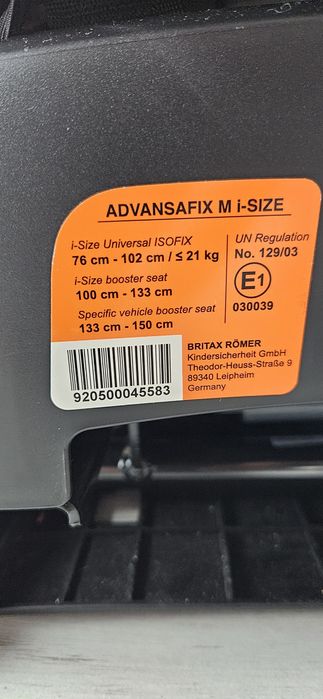 ADVANSAFIX M i-SIZE
i-Size Universal ISOFIX
76 cm - 102 cm / ≤ 21 kg
i-Size booster seat
100 cm - 133 cm
Specific vehicle booster seat
133 cm - 150 cm
UN Regulation
No. 129/03
E1
030039
920500045583
BRITAX RÖMER
Kindersicherheit GmbH
Theodor-Heuss-Straße 9
89340 Leipheim
Germany